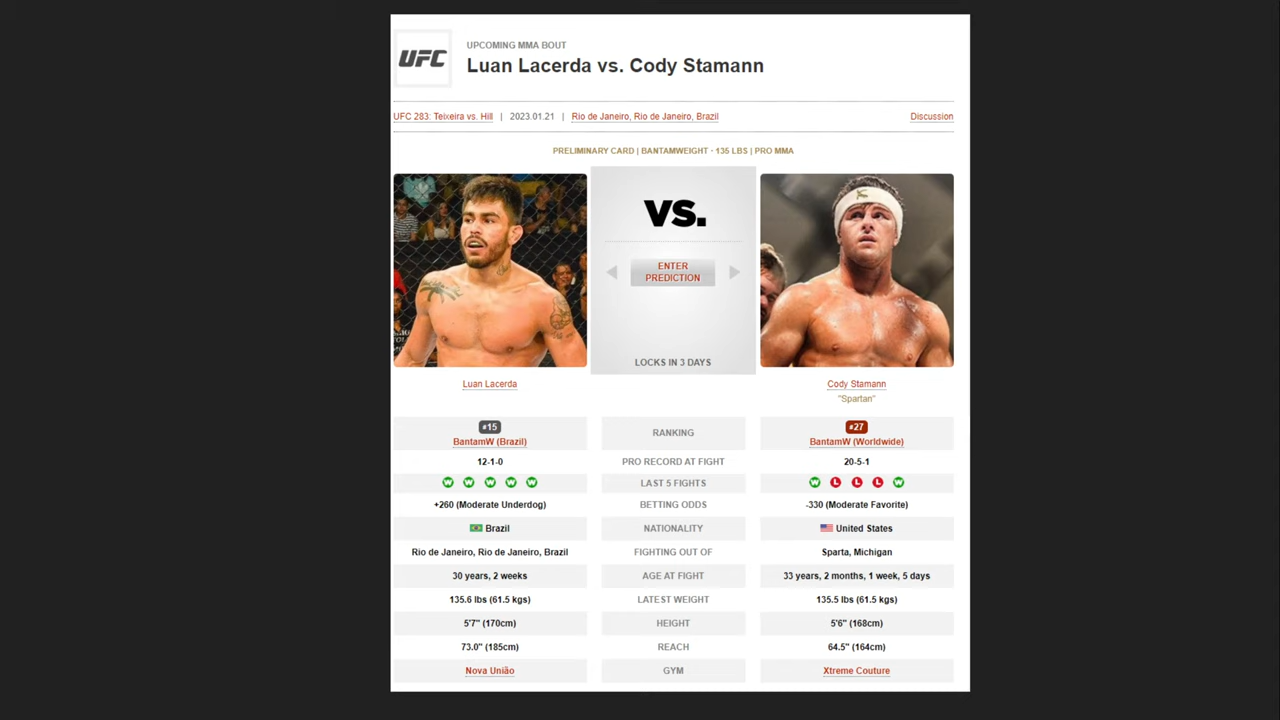 UFC
UPCOMING MMA BOUT
Luan Lacerda vs. Cody Stamann
UFC 283: Teixeira vs. Hill | 2023.01.21 | Rio de Janeiro, Rio de Janeiro, Brazil Discussion
PRELIMINARY CARD | BANTAMWEIGHT · 135 LBS | PRO MMA
VS.
ENTER
PREDICTION
LOCKS IN 3 DAYS
Luan Lacerda Cody Stamann
"Spartan"
#15 RANKING #27
BantamW (Brazil) BantamW (Worldwide)
12-1-0 PRO RECORD AT FIGHT 20-5-1
W W W W W LAST 5 FIGHTS W L L L W
+260 (Moderate Underdog) BETTING ODDS -330 (Moderate Favorite)
Brazil NATIONALITY United States
Rio de Janeiro, Rio de Janeiro, Brazil FIGHTING OUT OF Sparta, Michigan
30 years, 2 weeks AGE AT FIGHT 33 years, 2 months, 1 week, 5 days
135.6 lbs (61.5 kgs) LATEST WEIGHT 135.5 lbs (61.5 kgs)
5'7" (170cm) HEIGHT 5'6" (168cm)
73.0" (185cm) REACH 64.5" (164cm)
Nova União GYM Xtreme Couture